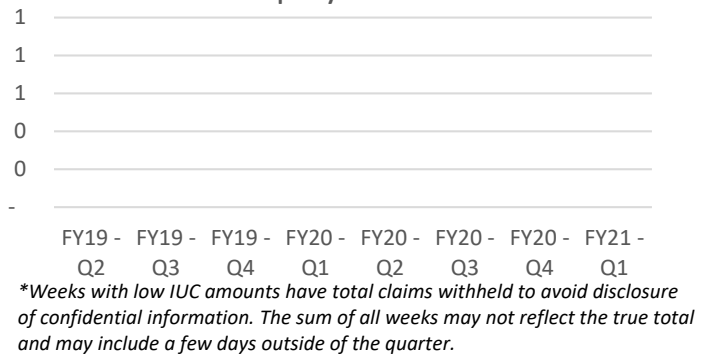 1
1
1
0
0
-
FY19 - FY19 - FY19 - FY20 - FY20 - FY20 - FY20 - FY21 -
Q2 Q3 Q4 Q1 Q2 Q3 Q4 Q1
*Weeks with low IUC amounts have total claims withheld to avoid disclosure
of confidential information. The sum of all weeks may not reflect the true total
and may include a few days outside of the quarter.